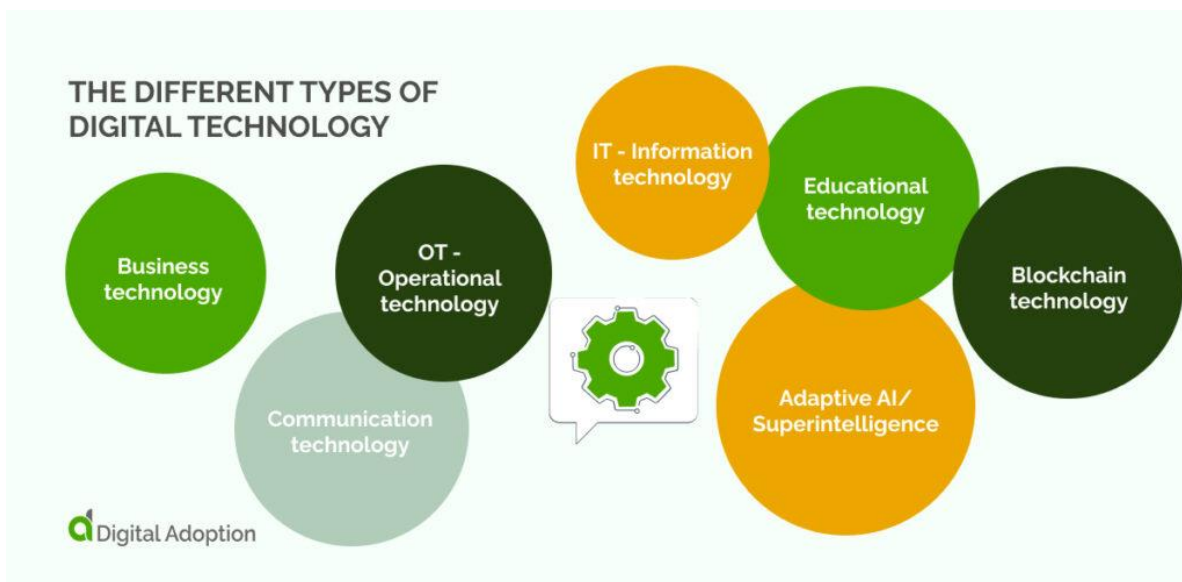 THE DIFFERENT TYPES OF
DIGITAL TECHNOLOGY
Business
technology
OT -
Operational
technology
Communication
technology
IT - Information
technology
Educational
technology
Blockchain
technology
Adaptive AI/
Superintelligence
Digital Adoption